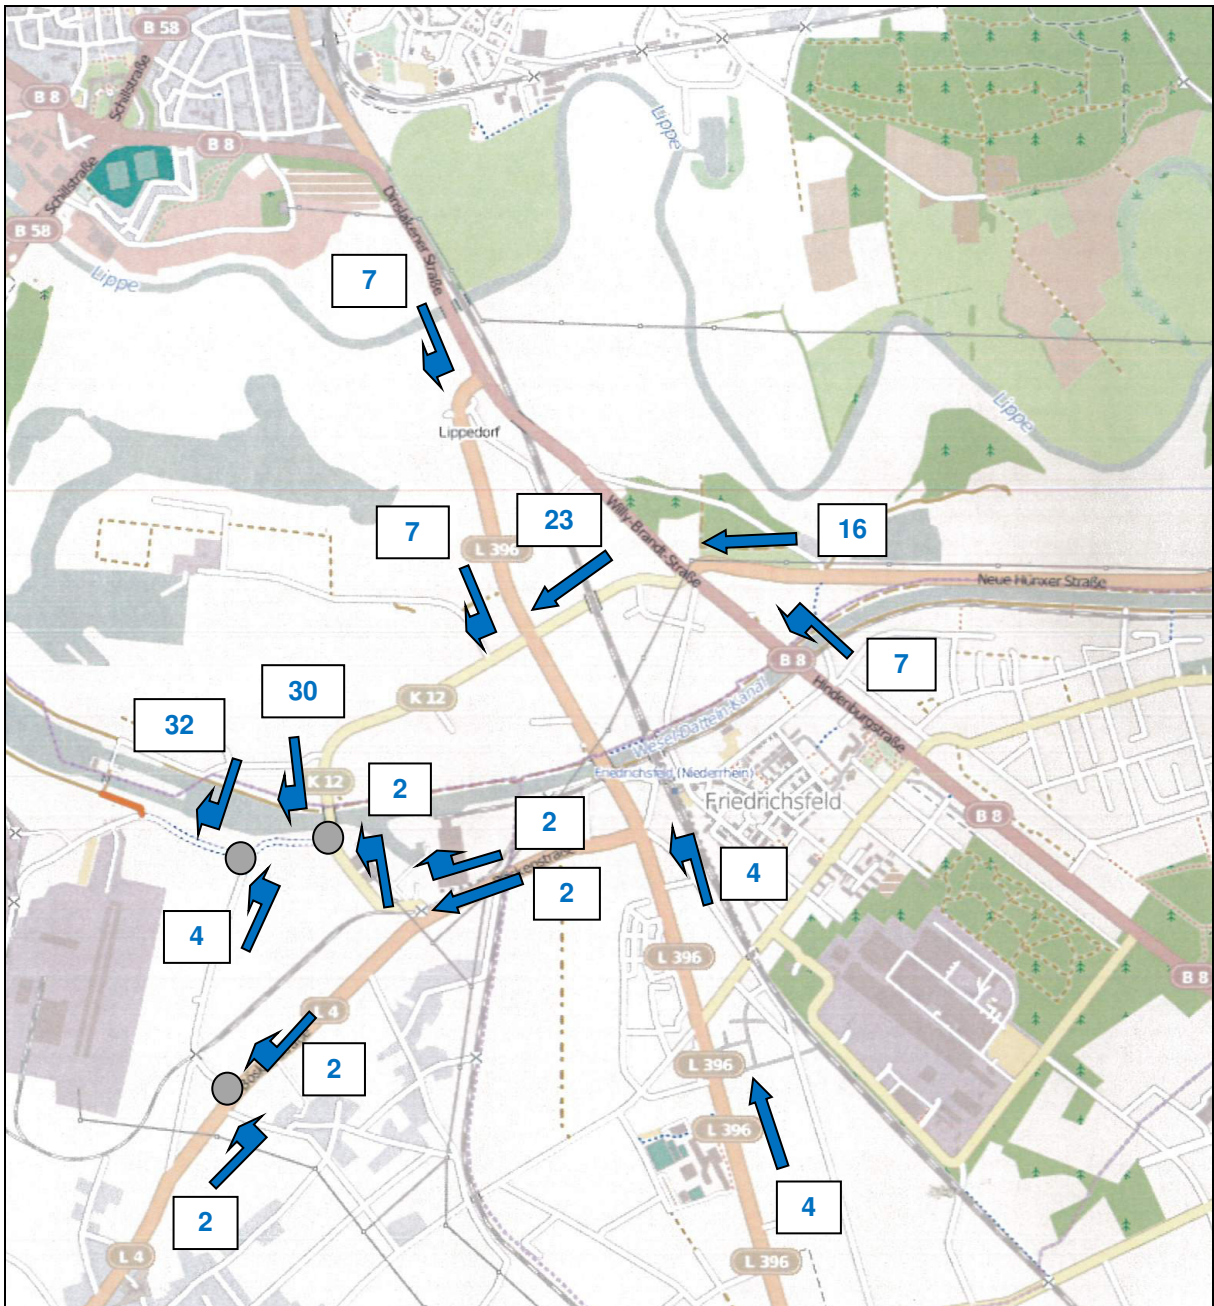 B 58
Schillstraße
B 8
B 8
Lippe
Schillstraße
Dinslakener Straße
B 58
Lippe
7
Lippe
Lippedorf
Willy-Brandt-Straße
7
23
16
L 396
Neue Hünxer Straße
7
B 8
K 12
30
32
Hindenburgstraße
Wesel-Datteln-Kanal
Friedrichsfeld (Niederrhein)
K 12
2
Friedrichsfeld
B 8
2
4
2
4
L 396
B 8
L 4
2
L 396
L 396
2
4
L 4
L 396